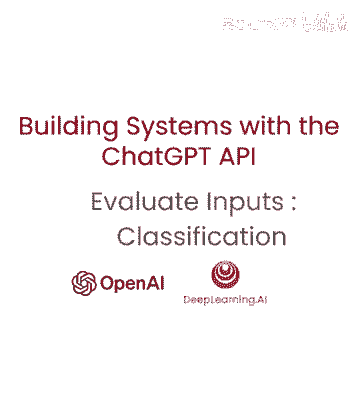 Building Systems with the
ChatGPT API
Evaluate Inputs :
Classification
OpenAI
DeepLearning.AI